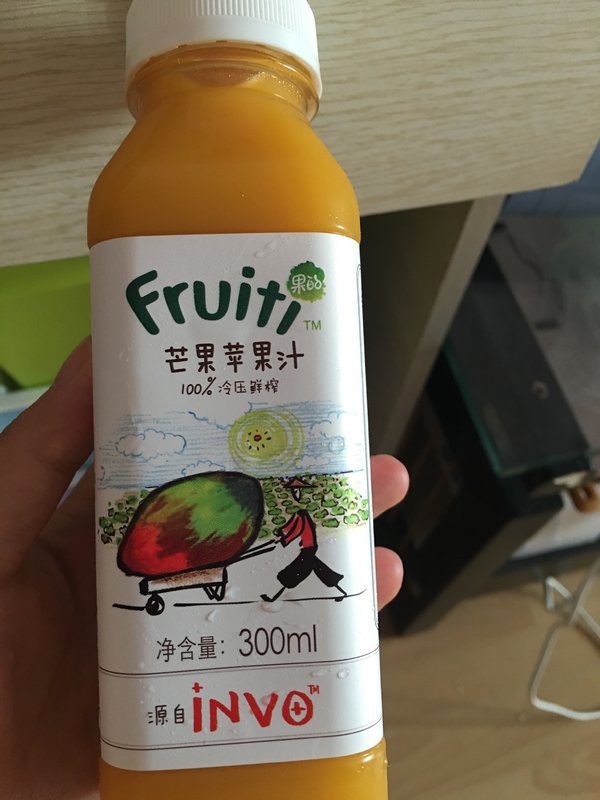 Fruiti 果的
TM
芒果苹果汁
100%冷压鲜榨
净含量: 300ml
源自 iNVO TM